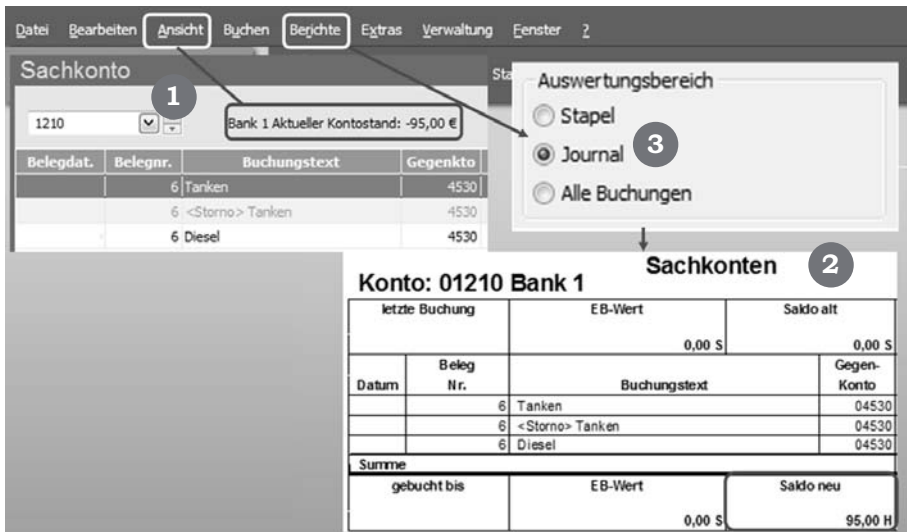 Datei Bearbeiten Ansicht Buchen Berichte Extras Verwaltung Fenster ?
Sachkonto
1
1210
Bank 1 Aktueller Kontostand: -95,00 €
Belegdat. Belegnr. Buchungstext Gegenkto
6 Tanken 4530
6 <Storno> Tanken 4530
6 Diesel 4530
Sta
Auswertungsbereich
Stapel
Journal
3
Alle Buchungen
Sachkonten
2
Konto: 01210 Bank 1
letzte Buchung EB-Wert Saldo alt
0,00 S 0,00 S
Beleg Gegen-
Datum Nr. Buchungstext Konto
6 Tanken 04530
6 <Storno> Tanken 04530
6 Diesel 04530
Summe
gebucht bis EB-Wert Saldo neu
0,00 S 95,00 H